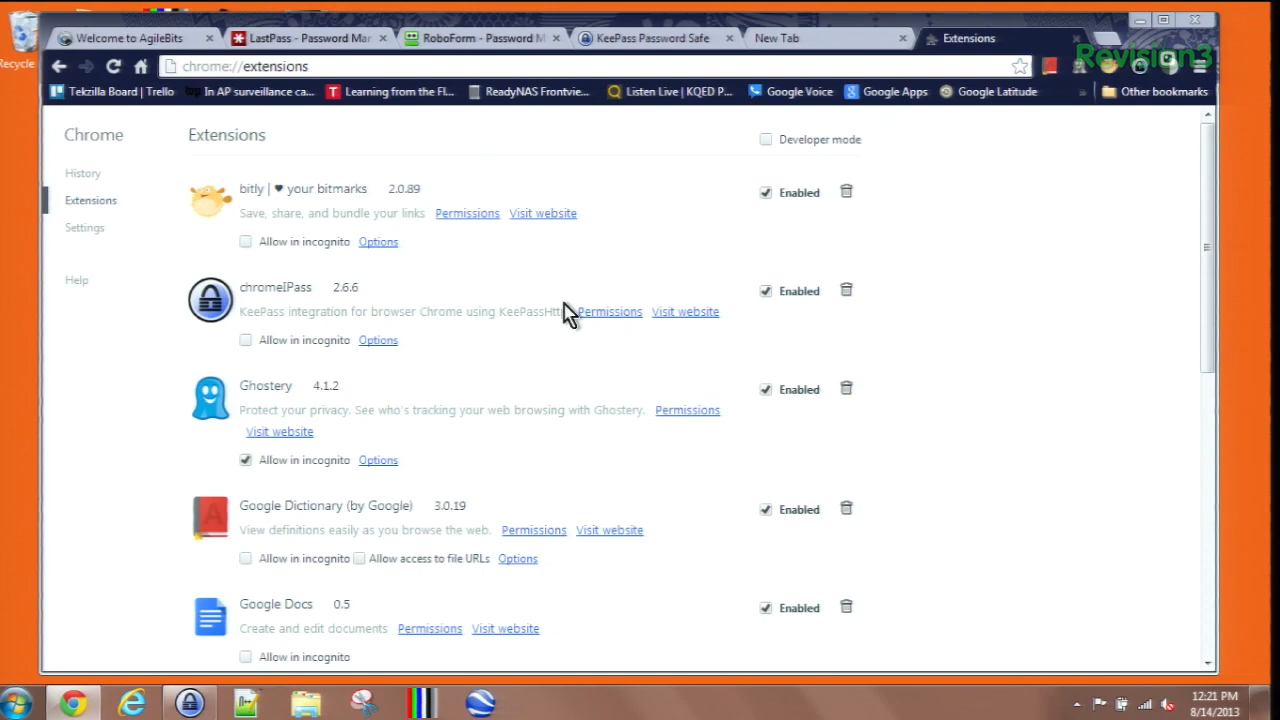 Recycle
Welcome to AgileBits
LastPass - Password Mar
RoboForm - Password M
KeePass Password Safe
New Tab
Extensions
Revision3
chrome://extensions
Tekzilla Board | Trello
In AP surveillance ca...
Learning from the Fl...
ReadyNAS Frontvie...
Listen Live | KQED P...
Google Voice
Google Apps
Google Latitude
Other bookmarks
Chrome
Extensions
Developer mode
History
Extensions
Settings
Help
bitly | ♥ your bitmarks 2.0.89
Enabled
Save, share, and bundle your links Permissions Visit website
Allow in incognito Options
chromeIPass 2.6.6
Enabled
KeePass integration for browser Chrome using KeePassHtt Permissions Visit website
Allow in incognito Options
Ghostery 4.1.2
Enabled
Protect your privacy. See who's tracking your web browsing with Ghostery. Permissions
Visit website
Allow in incognito Options
Google Dictionary (by Google) 3.0.19
Enabled
View definitions easily as you browse the web. Permissions Visit website
Allow in incognito Allow access to file URLs Options
Google Docs 0.5
Enabled
Create and edit documents Permissions Visit website
Allow in incognito
12:21 PM
8/14/2013